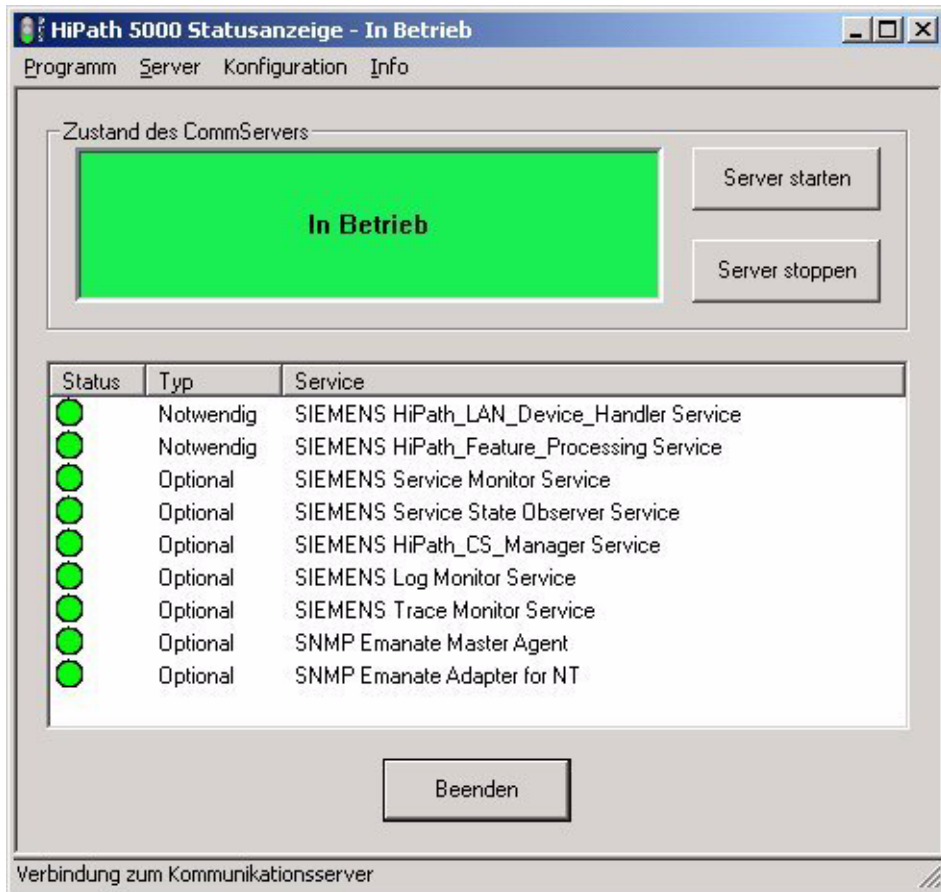 HiPath 5000 Statusanzeige - In Betrieb
Programm Server Konfiguration Info
Zustand des CommServers
In Betrieb
Server starten
Server stoppen
Status Typ Service
Notwendig SIEMENS HiPath_LAN_Device_Handler Service
Notwendig SIEMENS HiPath_Feature_Processing Service
Optional SIEMENS Service Monitor Service
Optional SIEMENS Service State Observer Service
Optional SIEMENS HiPath_CS_Manager Service
Optional SIEMENS Log Monitor Service
Optional SIEMENS Trace Monitor Service
Optional SNMP Emanate Master Agent
Optional SNMP Emanate Adapter for NT
Beenden
Verbindung zum Kommunikationsserver